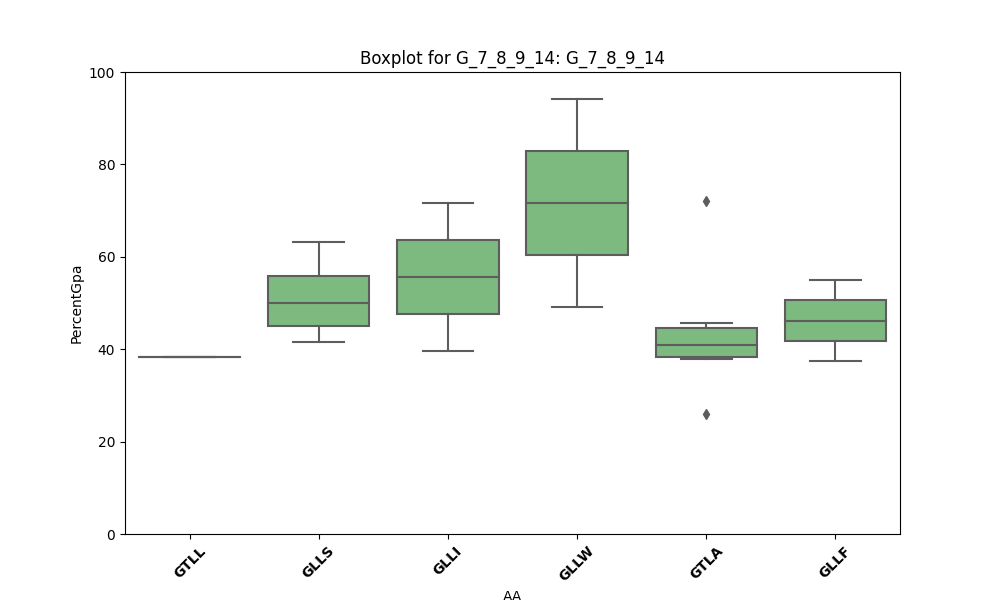 Boxplot for G_7_8_9_14: G_7_8_9_14
100
80
60
40
20
0
PercentGpa
GTLL
GLLS
GLLI
GLLW
GTLA
GLLF
AA